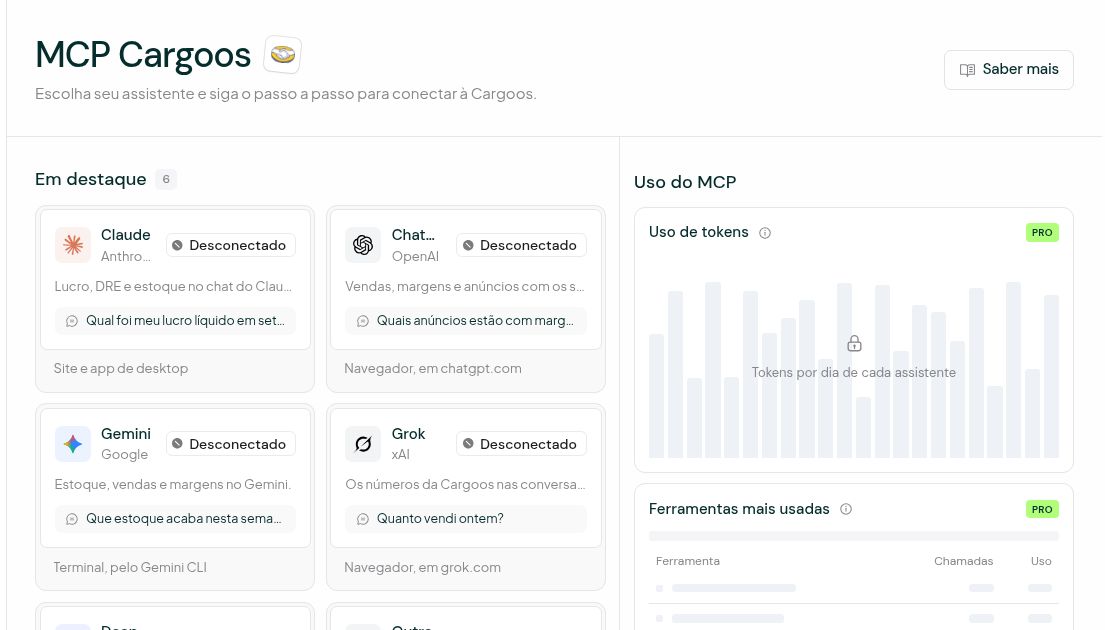 MCP Cargoos
Escolha seu assistente e siga o passo a passo para conectar à Cargoos.
Saber mais
Em destaque 6
Claude
Anthro...
Desconectado
Lucro, DRE e estoque no chat do Clau...
Qual foi meu lucro líquido em set...
Site e app de desktop
Chat...
OpenAI
Desconectado
Vendas, margens e anúncios com os s...
Quais anúncios estão com marg...
Navegador, em chatgpt.com
Gemini
Google
Desconectado
Estoque, vendas e margens no Gemini.
Que estoque acaba nesta sema...
Terminal, pelo Gemini CLI
Grok
xAI
Desconectado
Os números da Cargoos nas conversa...
Quanto vendi ontem?
Navegador, em grok.com
Uso do MCP
Uso de tokens
PRO
Tokens por dia de cada assistente
Ferramentas mais usadas
PRO
Ferramenta Chamadas Uso